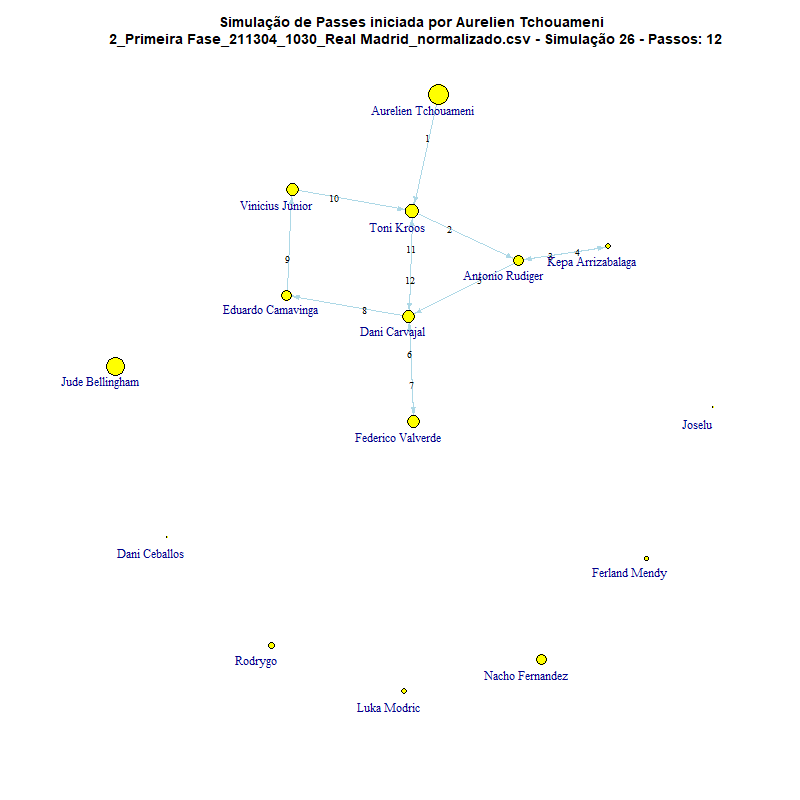 Simulação de Passes iniciada por Aurelien Tchouameni
2_Primeira Fase_211304_1030_Real Madrid_normalizado.csv - Simulação 26 - Passos: 12
Aurelien Tchouameni
1
Vinicius Junior
10
Toni Kroos
2
11
3
4
Kepa Arrizabalaga
9
Antonio Rudiger
12
5
Eduardo Camavinga
8
Dani Carvajal
6
Jude Bellingham
7
Federico Valverde
Joselu
Dani Ceballos
Ferland Mendy
Rodrygo
Nacho Fernandez
Luka Modric